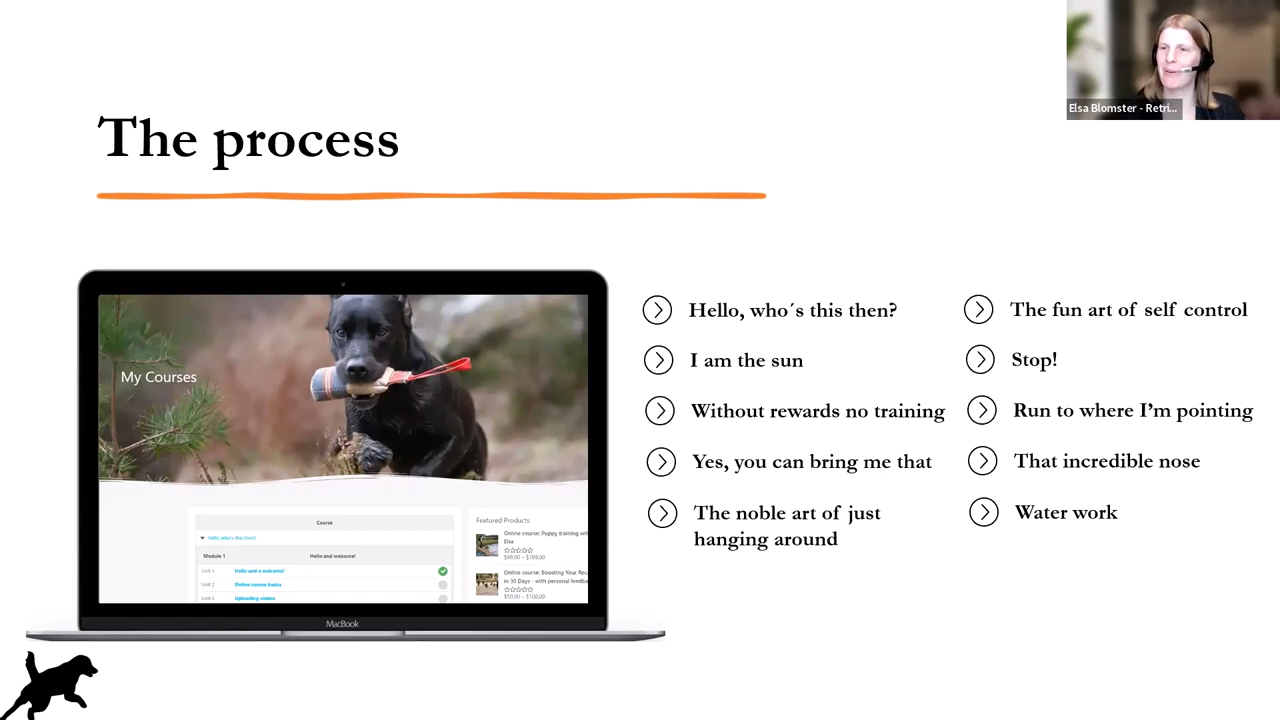 Elsa Blomster - Retri...
The process
Hello, who´s this then?
I am the sun
Without rewards no training
Yes, you can bring me that
The noble art of just
hanging around
The fun art of self control
Stop!
Run to where I'm pointing
That incredible nose
Water work
My Courses
Course
Hello, who's this then?
Module 1 Hello and welcome!
Unit 1 Hello and a welcome!
Unit 2 Online course basics
Unit 3 Uploading videos
Featured Products
Online course: Puppy training wit
Elsa
$99.00 – $199.00
Online course: Boosting Your Rec
in 30 Days - with personal feedba
$50.00 – $100.00
MacBook